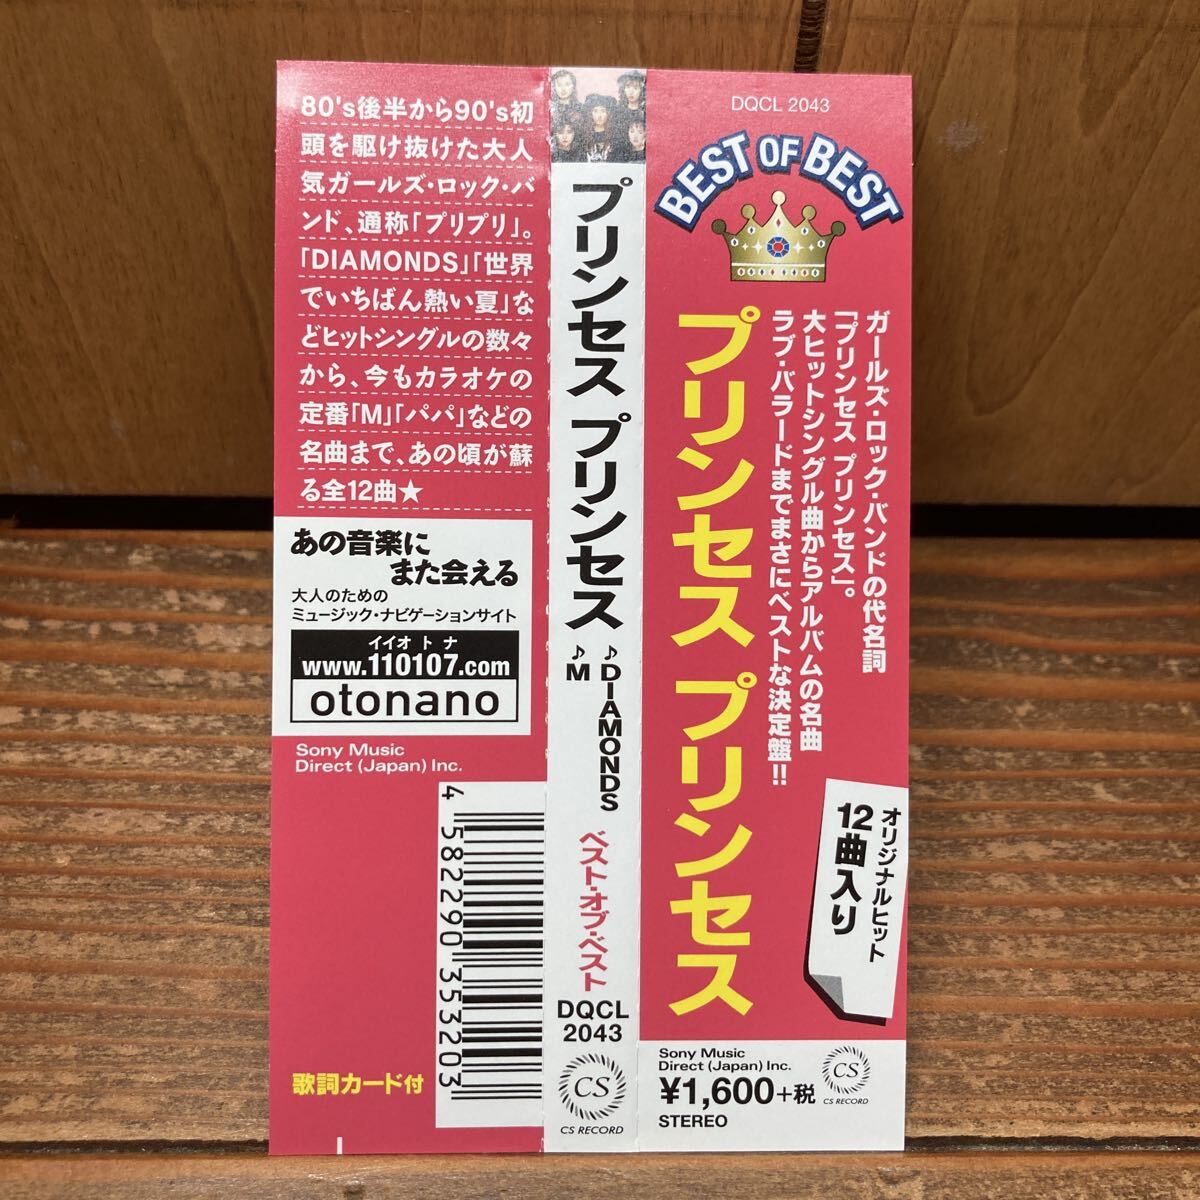 80's後半から90's初
頭を駆け抜けた大人
気ガールズ・ロック・バ
ンド、通称「プリプリ」。
「DIAMONDS」「世界
でいちばん熱い夏」な
どヒットシングルの数々
から、今もカラオケの
定番「M」「パパ」などの
名曲まで、あの頃が蘇
る全12曲★
あの音楽に
また会える
大人のための
ミュージック・ナビゲーションサイト
イイオトナ
www.110107.com
otonano
Sony Music
Direct (Japan) Inc.
4 582290 353203
歌詞カード付
プリンセス プリンセス
♪DIAMONDS
♪M
ベスト・オブ・ベスト
DQCL
2043
CS
CS RECORD
DQCL 2043
BEST OF BEST
ガールズ・ロック・バンドの代名詞
「プリンセス プリンセス」。
大ヒットシングル曲からアルバムの名曲
ラブ・バラードまでまさにベストな決定盤!!
プリンセス プリンセス
オリジナルヒット
12曲入り
Sony Music
Direct (Japan) Inc.
¥1,600+税
STEREO
CS
CS RECORD